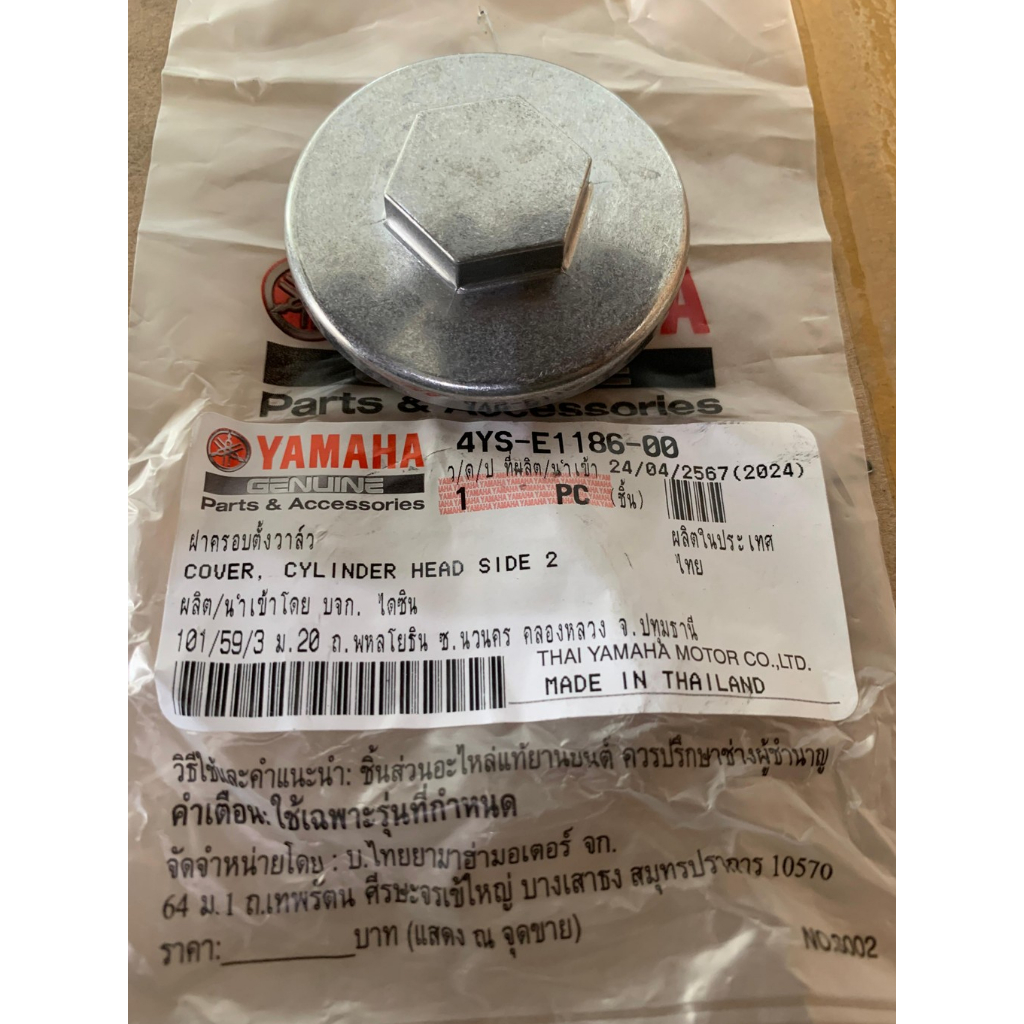 MA
Parts & Accessories
YAMAHA 4YS-E1186-00
GENUINE ว/ด/ป ที่ผลิต/นำเข้า 24/04/2567(2024)
Parts & Accessories 1 PC (ชิ้น)
ฝาครอบตั้งวาล์ว ผลิตในประเทศ
COVER, CYLINDER HEAD SIDE 2 ไทย
ผลิต/นำเข้าโดย บจก. ไดซิน
101/59/3 ม.20 ถ.พหลโยธิน ซ.นวนคร คลองหลวง จ.ปทุมธานี
THAI YAMAHA MOTOR CO.,LTD.
MADE IN THAILAND
วิธีใช้และคำแนะนำ: ชิ้นส่วนอะไหล่แท้ยานยนต์ ควรปรึกษาช่างผู้ชำนาญ
คำเตือน:ใช้เฉพาะรุ่นที่กำหนด
จัดจำหน่ายโดย : บ.ไทยยามาฮ่ามอเตอร์ จก.
64 ม.1 ถ.เทพรัตน ศีรษะจรเข้ใหญ่ บางเสาธง สมุทรปราการ 10570
ราคา:__________บาท (แสดง ณ จุดขาย)